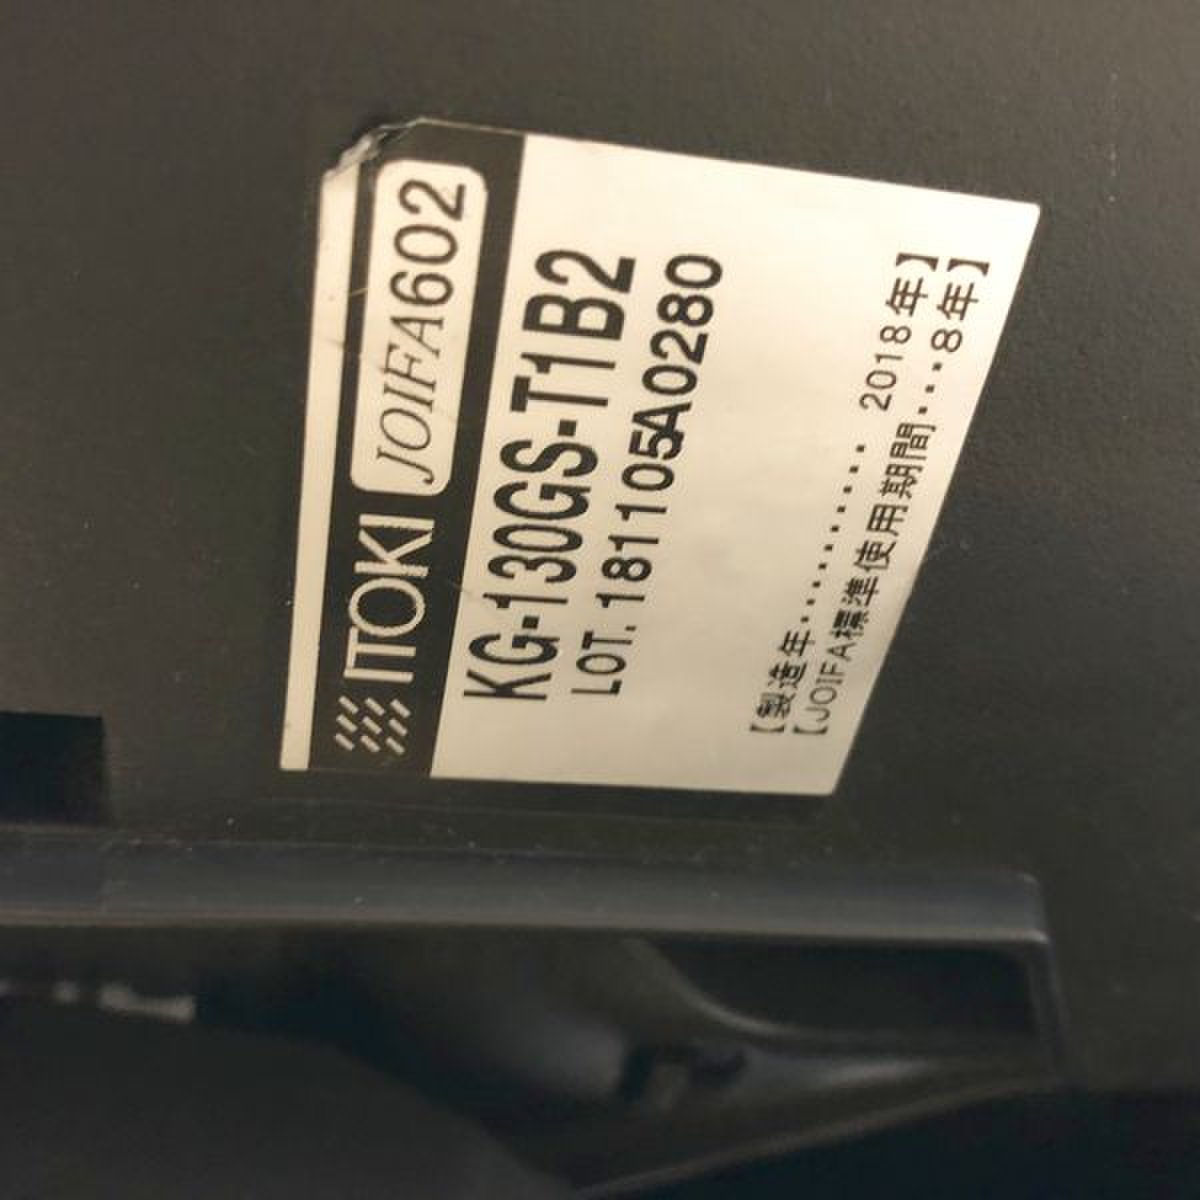 ITOKI JOIFA602
KG-130GS-T1B2
LOT. 181105A0280
【製造年・・・・・・・・・・・ 2018年】
【JOIFA標準使用期間・・・8年】